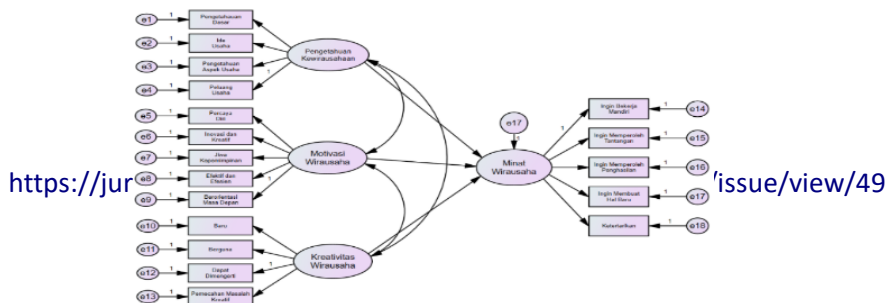 e1
1
Pengetahuan
Dasar
e2
1
Usaha
e3
1
Pengetahuan
Aspek Usaha
e4
1
Peluang
Usaha
1
Pengetahuan
Kewirausahaan
e5
1
Percaya
Diri
e6
1
Inovasi dan
Kreatif
e7
1
Jiwa
Kepemimpinan
e8
1
Efektif dan
Efesien
e9
1
Berorientasi
Masa Depan
1
Motivasi
Wirausaha
e10
1
Baru
e11
1
Berguna
e12
1
Dapat
Dimengerti
e13
1
Pemecahan Masalah
Kreatif
1
Kreativitas
Wirausaha
e17
1
Minat
Wirausaha
1
Ingin Bekerja
Mandiri
1
e14
Ingin Memperoleh
Tantangan
1
e15
Ingin Memperoleh
Penghasilan
1
e16
Ingin Membuat
Hal Baru
1
e17
Ketertarikan
1
e18
https://jur
/issue/view/49